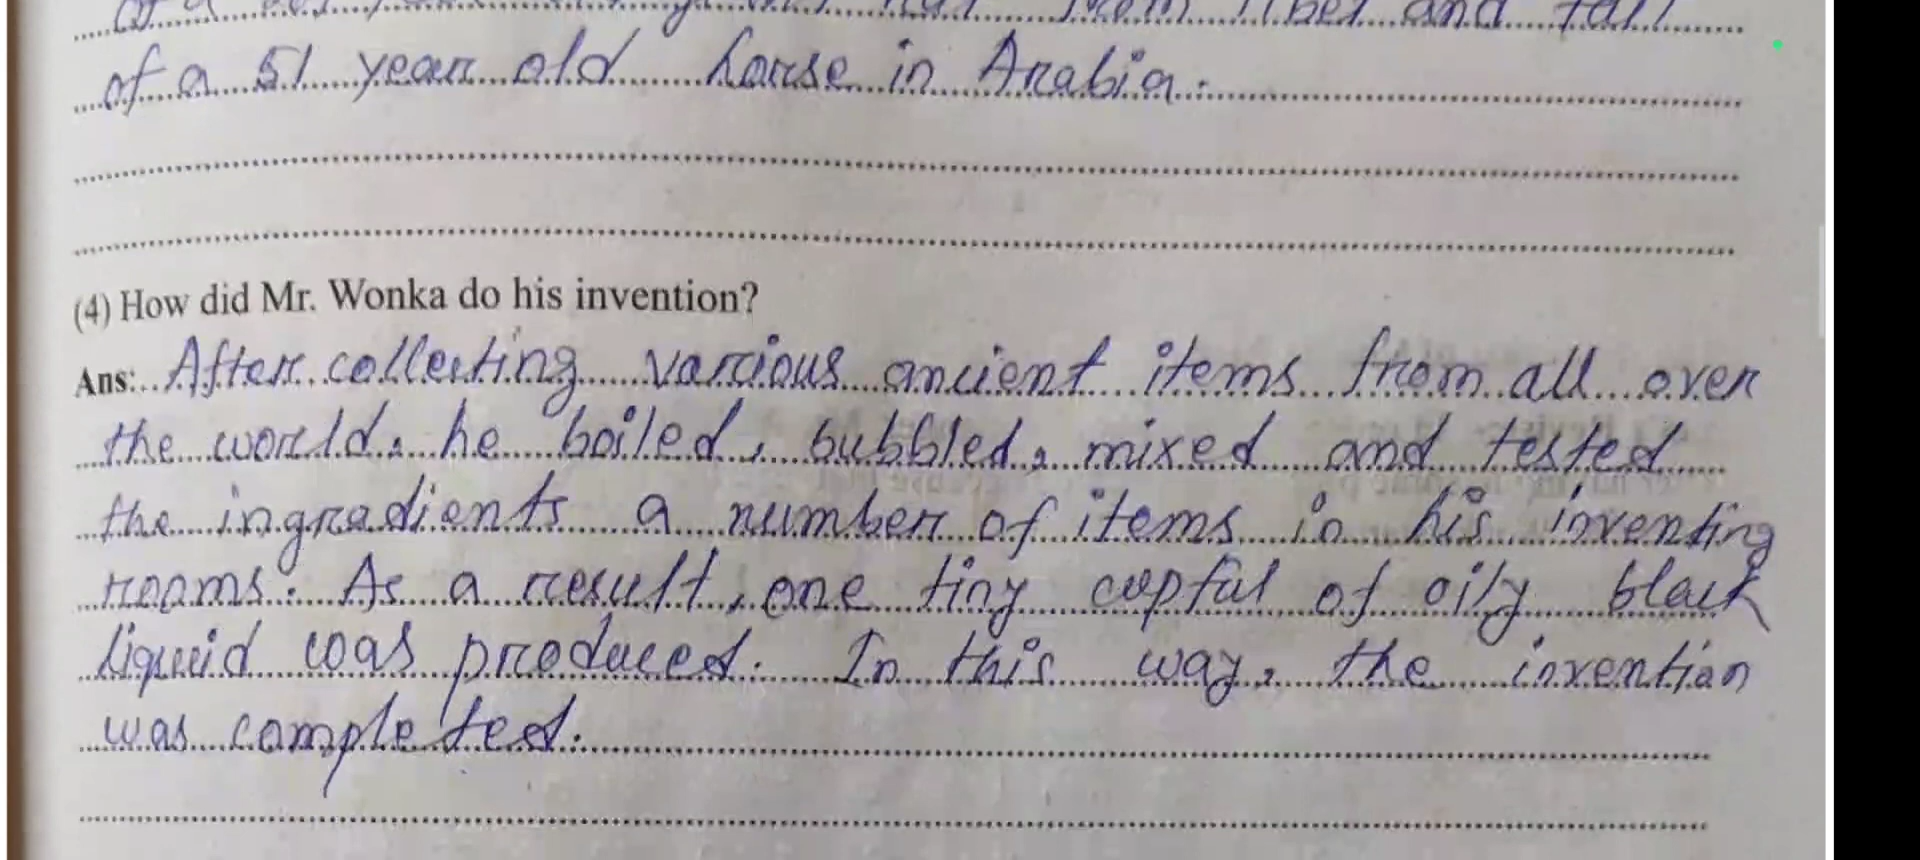 of a 51 year old horse in Arabia.
(4) How did Mr. Wonka do his invention?
Ans: After collecting various ancient items from all over
the world, he boiled, bubbled, mixed and tested
the ingradients a number of items in his inventing
rooms. As a result, one tiny cupful of oily black
liquid was produced. In this way, the invention
was completed.